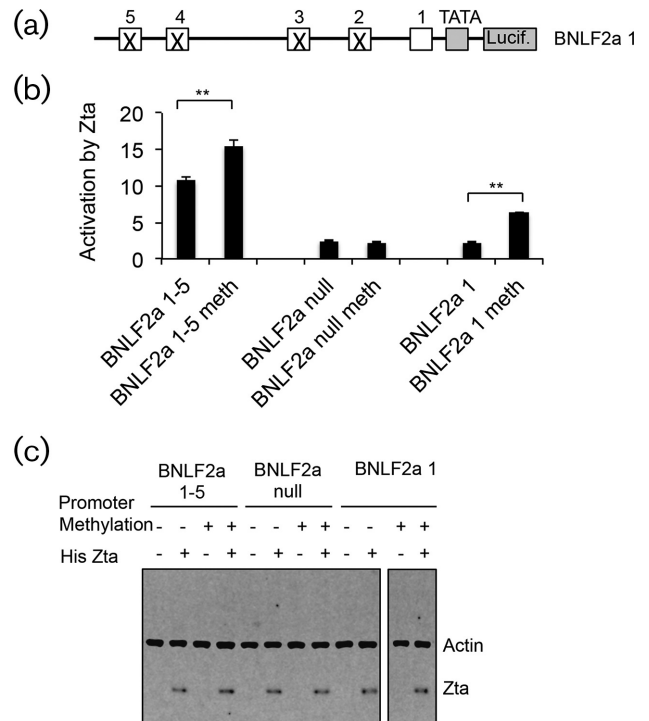 (a)
5 4 3 2 1 TATA
X X X X Lucif. BNLF2a 1
(b)
Activation by Zta
20
15
10
5
0
** **
BNLF2a 1-5
BNLF2a 1-5 meth
BNLF2a null
BNLF2a null meth
BNLF2a 1
BNLF2a 1 meth
(c)
BNLF2a 1-5
BNLF2a null
BNLF2a 1
Promoter
Methylation - - + + - - + + - - + +
His Zta - + - + - + - + - + - +
Actin
Zta